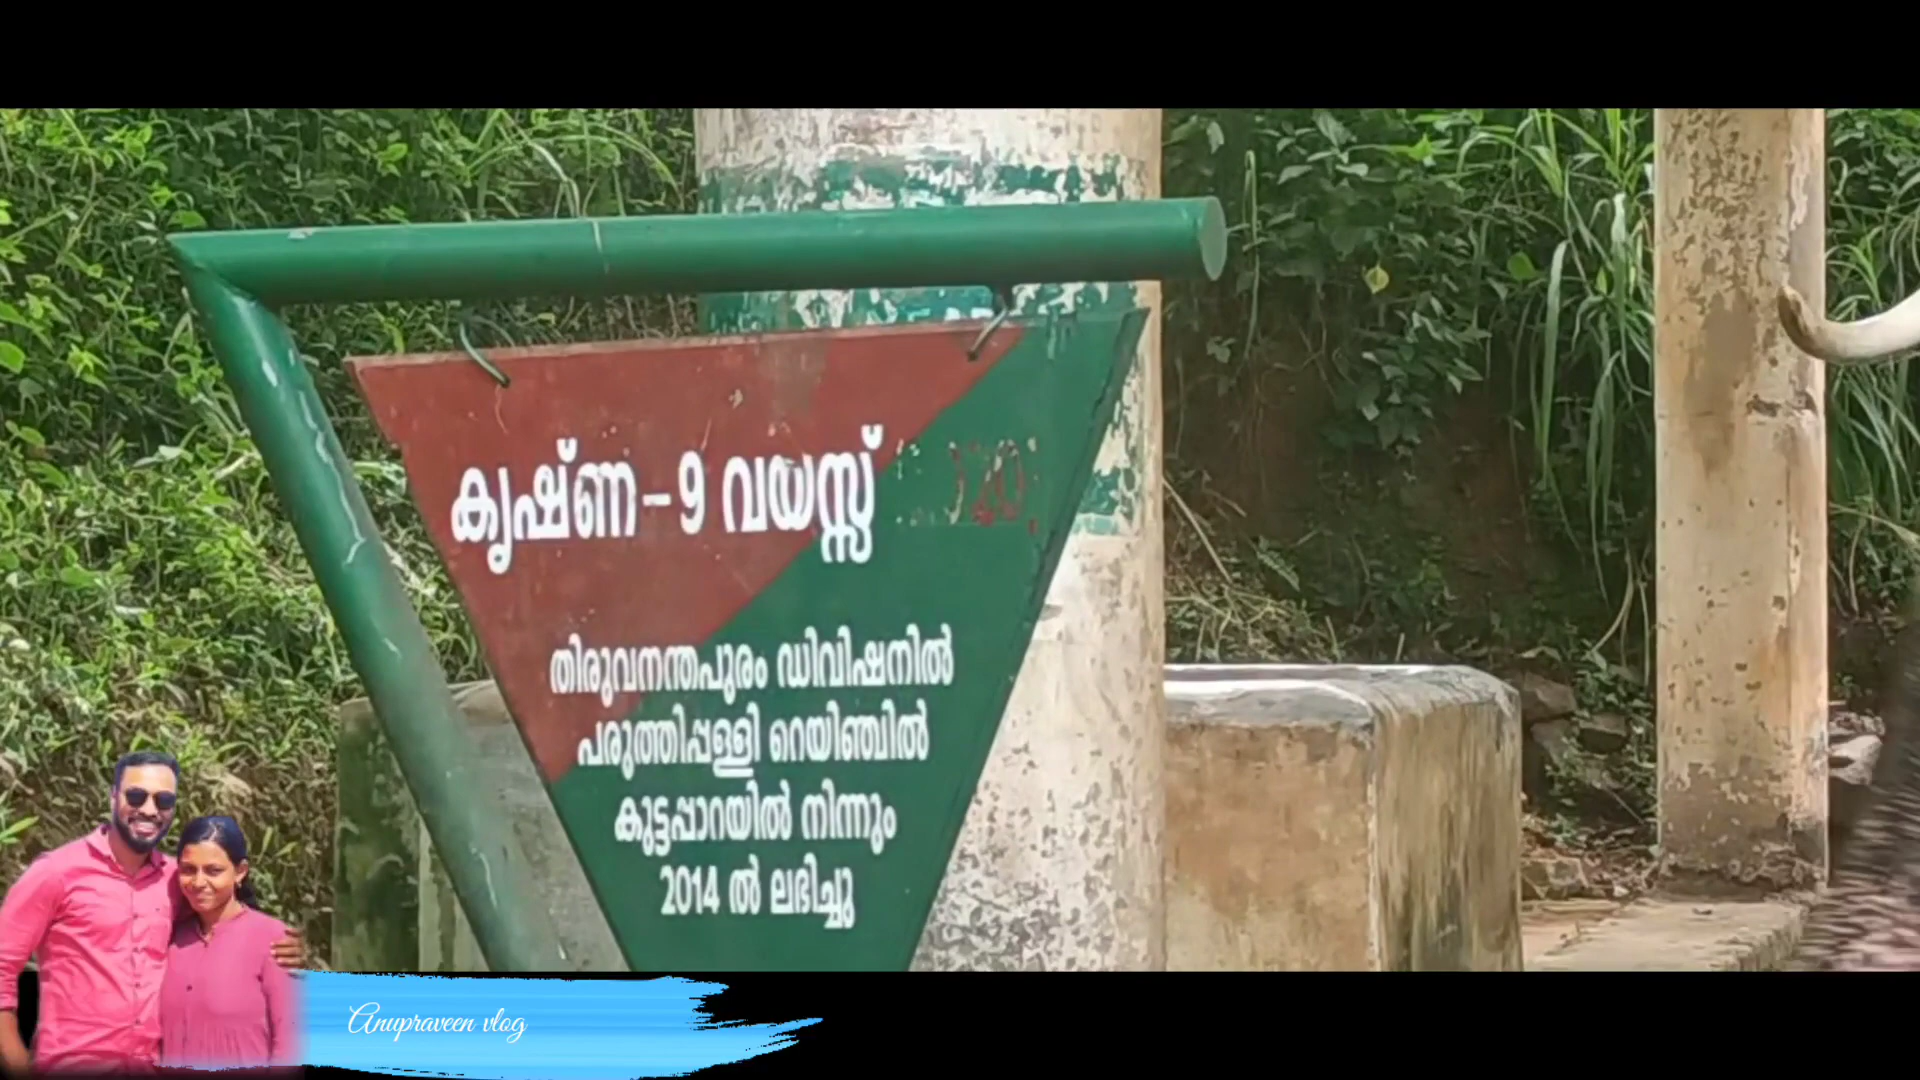 കൃഷ്ണ-9 വയസ്സ്
തിരുവനന്തപുരം ഡിവിഷനിൽ
പരുത്തിപ്പള്ളി റെയിഞ്ചിൽ
കുട്ടപ്പാറയിൽ നിന്നും
2014 ൽ ലഭിച്ചു
Anupraveen vlog